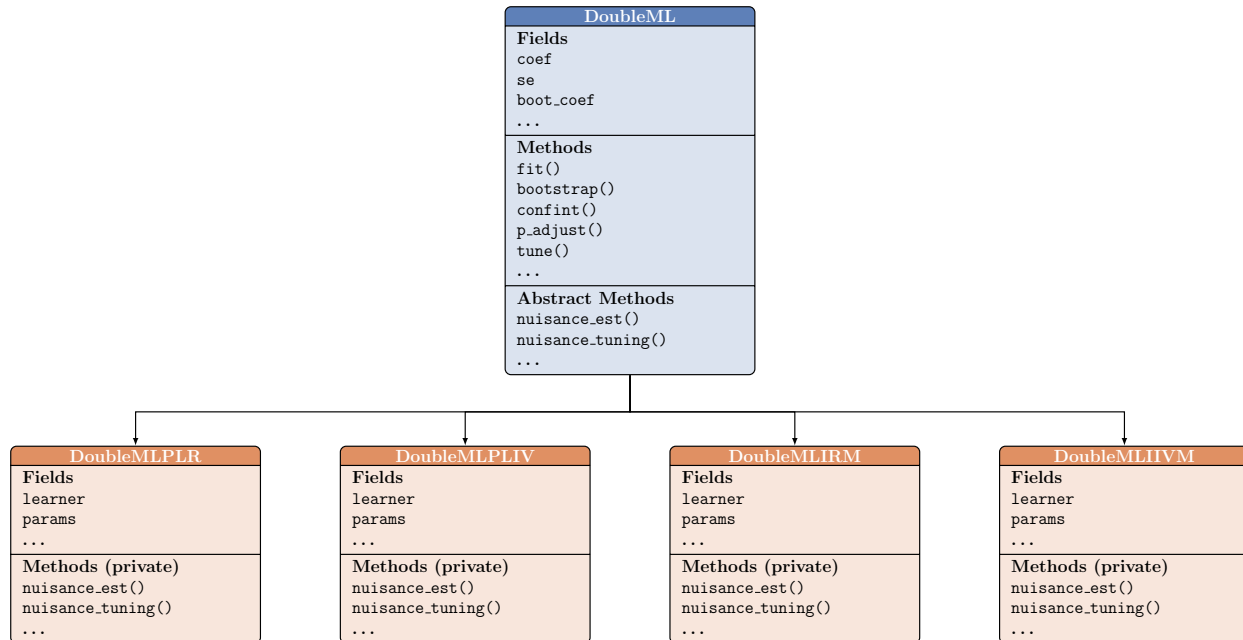 DoubleML
Fields
coef
se
boot_coef
...
Methods
fit()
bootstrap()
confint()
p_adjust()
tune()
...
Abstract Methods
nuisance_est()
nuisance_tuning()
...
DoubleMLPLR
Fields
learner
params
...
Methods (private)
nuisance_est()
nuisance_tuning()
...
DoubleMLPLIV
Fields
learner
params
...
Methods (private)
nuisance_est()
nuisance_tuning()
...
DoubleMLIRM
Fields
learner
params
...
Methods (private)
nuisance_est()
nuisance_tuning()
...
DoubleMLIIVM
Fields
learner
params
...
Methods (private)
nuisance_est()
nuisance_tuning()
...